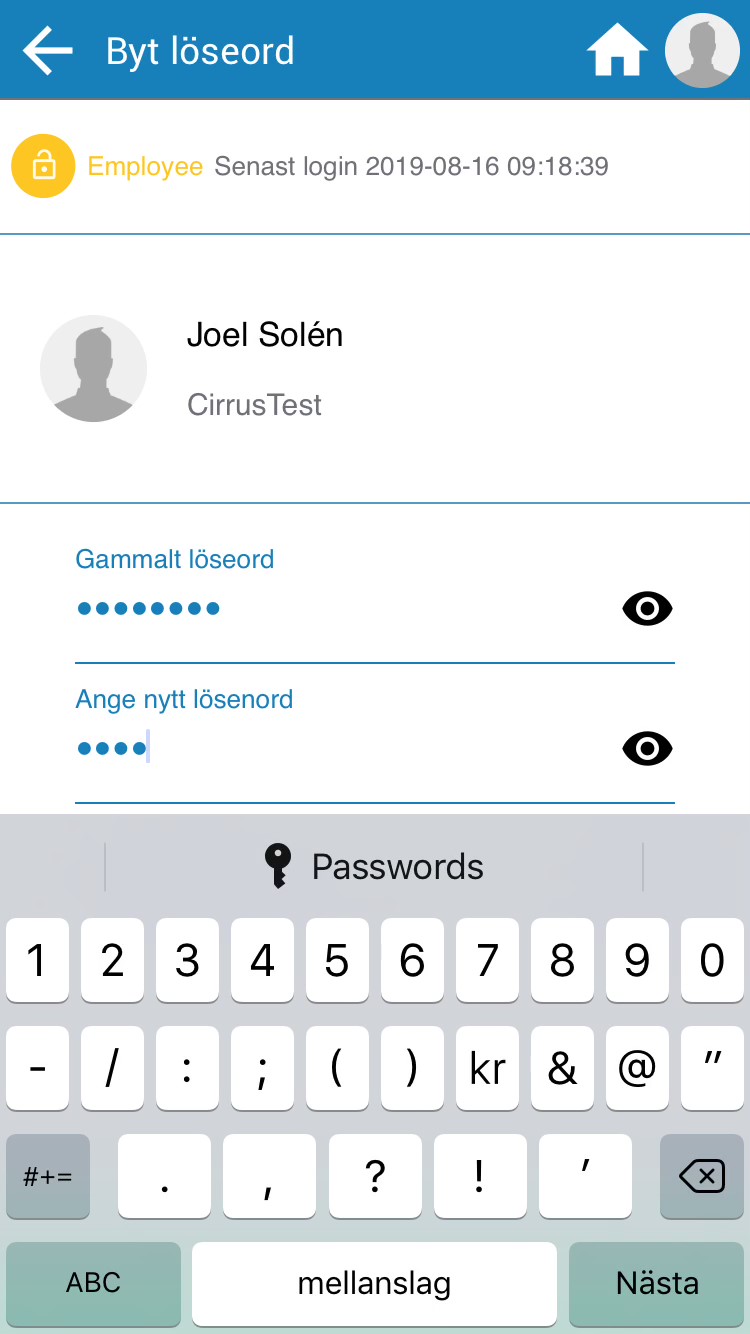 Byt löseord
Employee Senast login 2019-08-16 09:18:39
Joel Solén
CirrusTest
Gammalt löseord
••••••••
Ange nytt lösenord
••••
Passwords
1 2 3 4 5 6 7 8 9 0
- / : ; ( ) kr & @ ”
#+= . , ? ! ’
ABC mellanslag Nästa